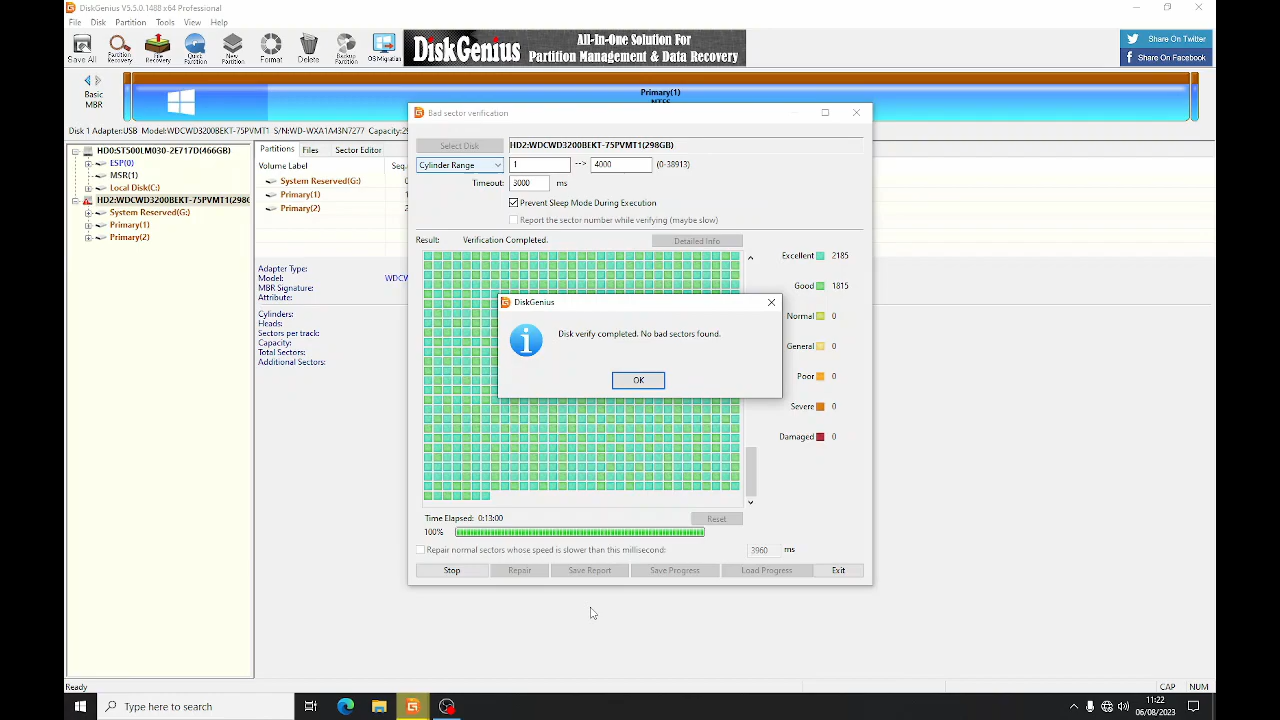 DiskGenius V5.5.0.1488 x64 Professional
File Disk Partition Tools View Help
Save All Partition Recovery File Recovery Quick Partition New Partition Format Delete Backup Partition OS Migration
DiskGenius All-In-One Solution For Partition Management & Data Recovery
Share On Twitter
Share On Facebook
Basic
MBR
Primary(1)
NTFS
Disk 1 Adapter:USB Model:WDCWD3200BEKT-75PVMT1 S/N:WD-WXA1A43N7277 Capacity:29
HD0:ST500LM030-2E717D(466GB)
ESP(0)
MSR(1)
Local Disk(C:)
HD2:WDCWD3200BEKT-75PVMT1(298G
System Reserved(G:)
Primary(1)
Primary(2)
Partitions Files Sector Editor
Volume Label Seq.
System Reserved(G:)
Primary(1)
Primary(2)
Adapter Type:
Model: WDCW
MBR Signature:
Attribute:
Cylinders:
Heads:
Sectors per track:
Capacity:
Total Sectors:
Additional Sectors:
Bad sector verification
Select Disk HD2:WDCWD3200BEKT-75PVMT1(298GB)
Cylinder Range 1 --> 4000 (0-38913)
Timeout: 3000 ms
Prevent Sleep Mode During Execution
Report the sector number while verifying (maybe slow)
Result: Verification Completed. Detailed Info
Excellent 2185
Good 1815
Normal 0
General 0
Poor 0
Severe 0
Damaged 0
DiskGenius
Disk verify completed. No bad sectors found.
OK
Time Elapsed: 0:13:00 Reset
100%
Repair normal sectors whose speed is slower than this millisecond: 3960 ms
Stop Repair Save Report Save Progress Load Progress Exit
Ready CAP NUM
Type here to search
11:22
06/08/2023